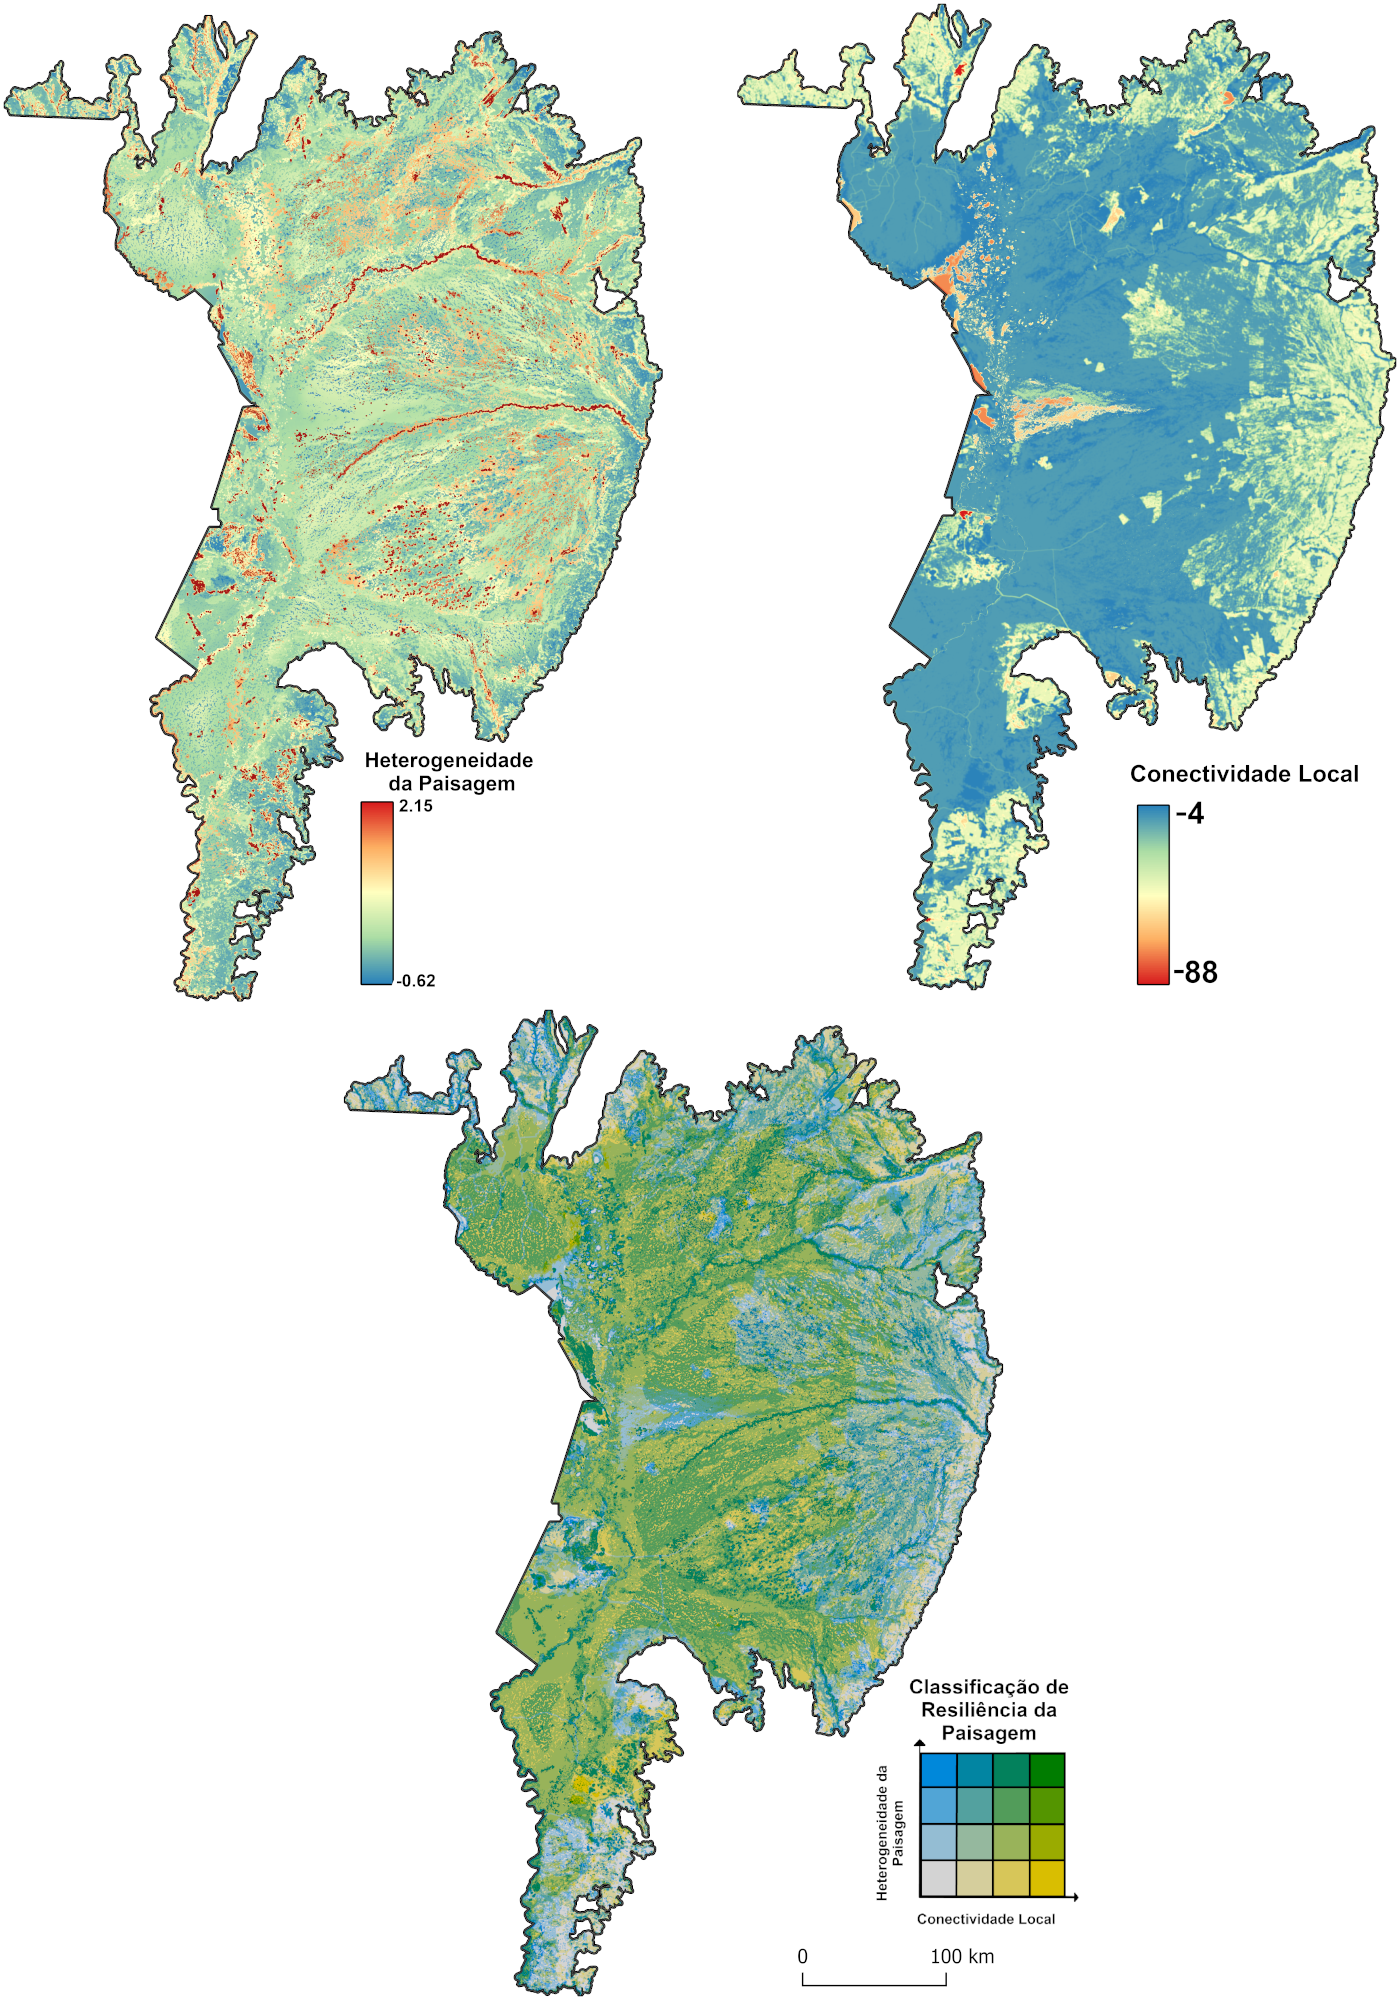 Heterogeneidade
da Paisagem
2.15
-0.62
Conectividade Local
-4
-88
Classificação de
Resiliência da
Paisagem
Heterogeneidade da
Paisagem
Conectividade Local
0 100 km